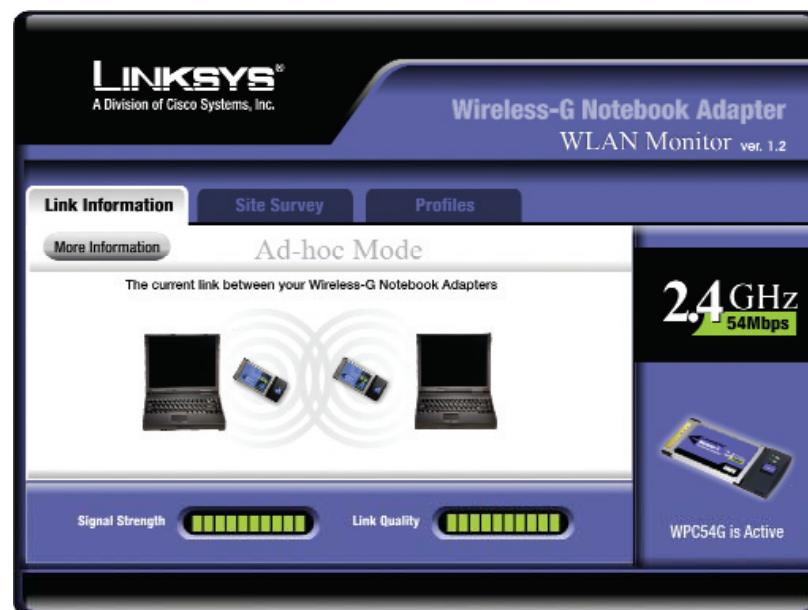 LINKSYS®
A Division of Cisco Systems, Inc.
Wireless-G Notebook Adapter
WLAN Monitor ver. 1.2
Link Information
Site Survey
Profiles
More Information
Ad-hoc Mode
The current link between your Wireless-G Notebook Adapters
2.4 GHz
54Mbps
Signal Strength
Link Quality
WPC54G is Active